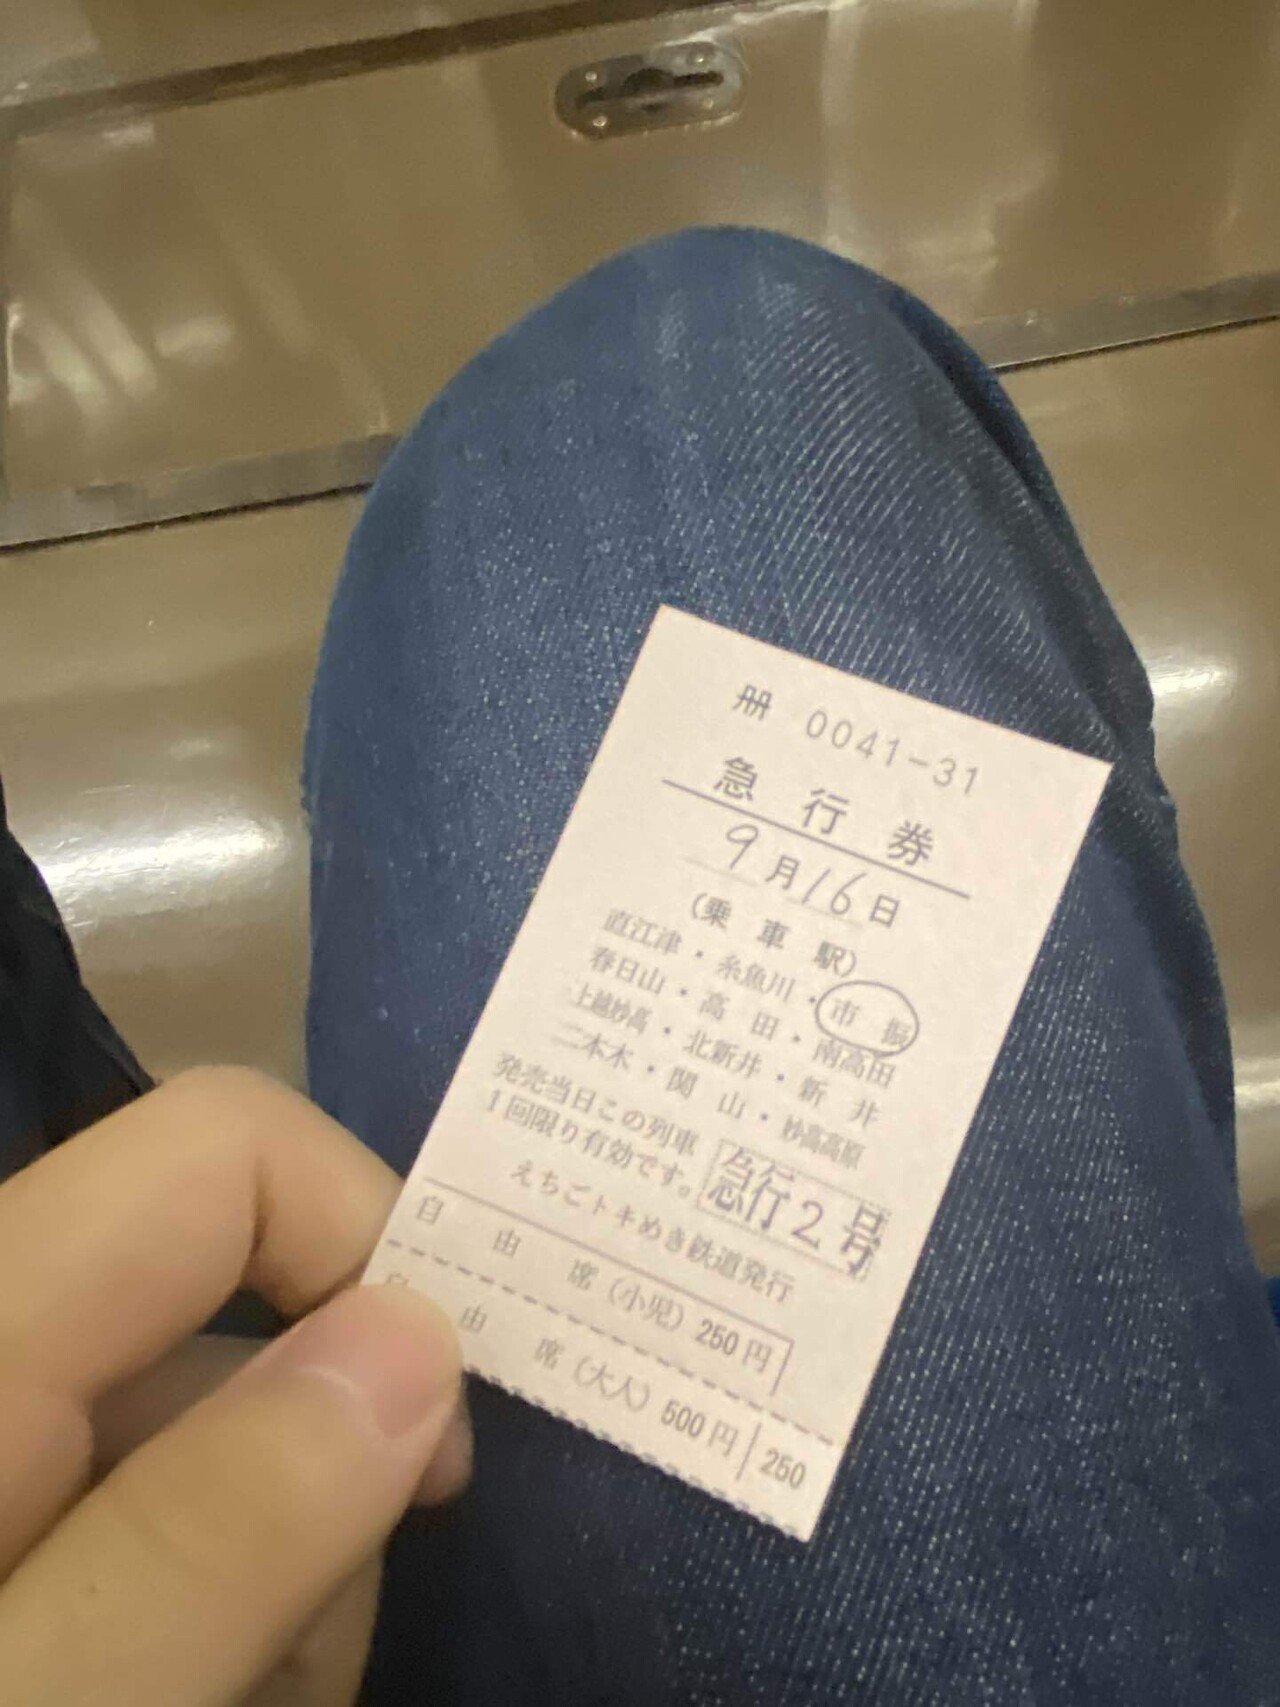 冊 0041-31
急行券
9月16日
(乗車駅)
直江津・糸魚川・市振
春日山・高田・南高田
上越妙高・北新井・新井
二本木・関山・妙高高原
発売当日この列車
1回限り有効です。
急行2号
えちごトキめき鉄道発行
自由席(小児)250円
自由席(大人)500円 250